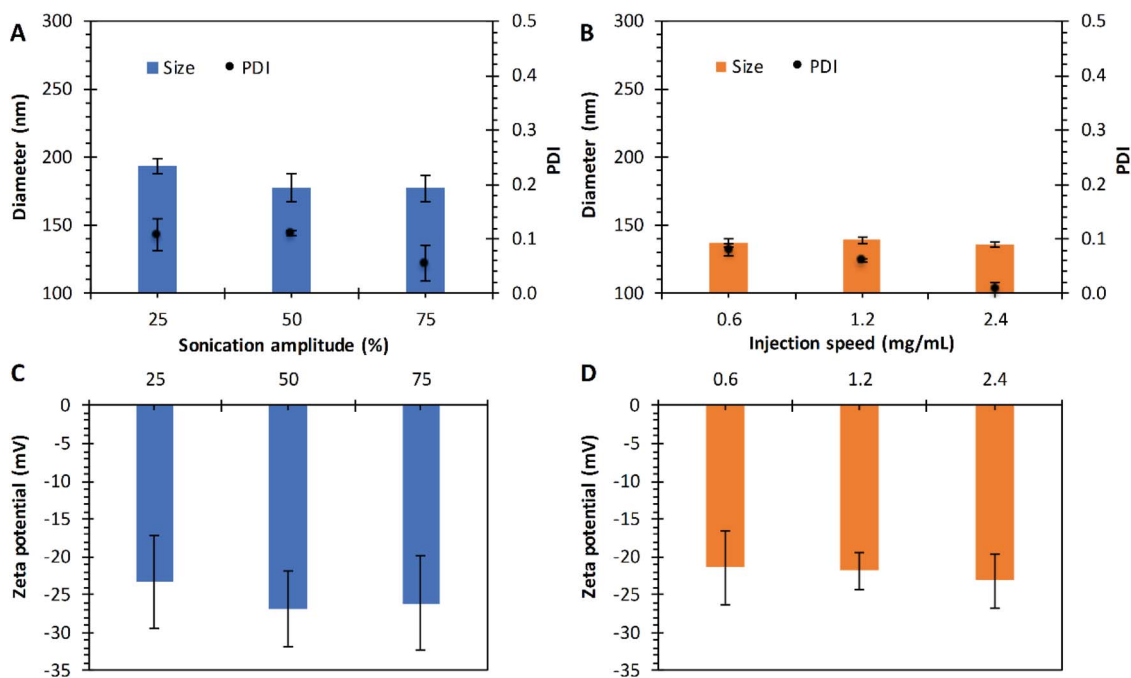 A
300
250
200
150
100
Diameter (nm)
Size
PDI
0.5
0.4
0.3
0.2
0.1
0.0
PDI
25 50 75
Sonication amplitude (%)
B
300
250
200
150
100
Diameter (nm)
Size
PDI
0.5
0.4
0.3
0.2
0.1
0.0
PDI
0.6 1.2 2.4
Injection speed (mg/mL)
C
25 50 75
0
-5
-10
-15
-20
-25
-30
-35
Zeta potential (mV)
D
0.6 1.2 2.4
0
-5
-10
-15
-20
-25
-30
-35
Zeta potential (mV)